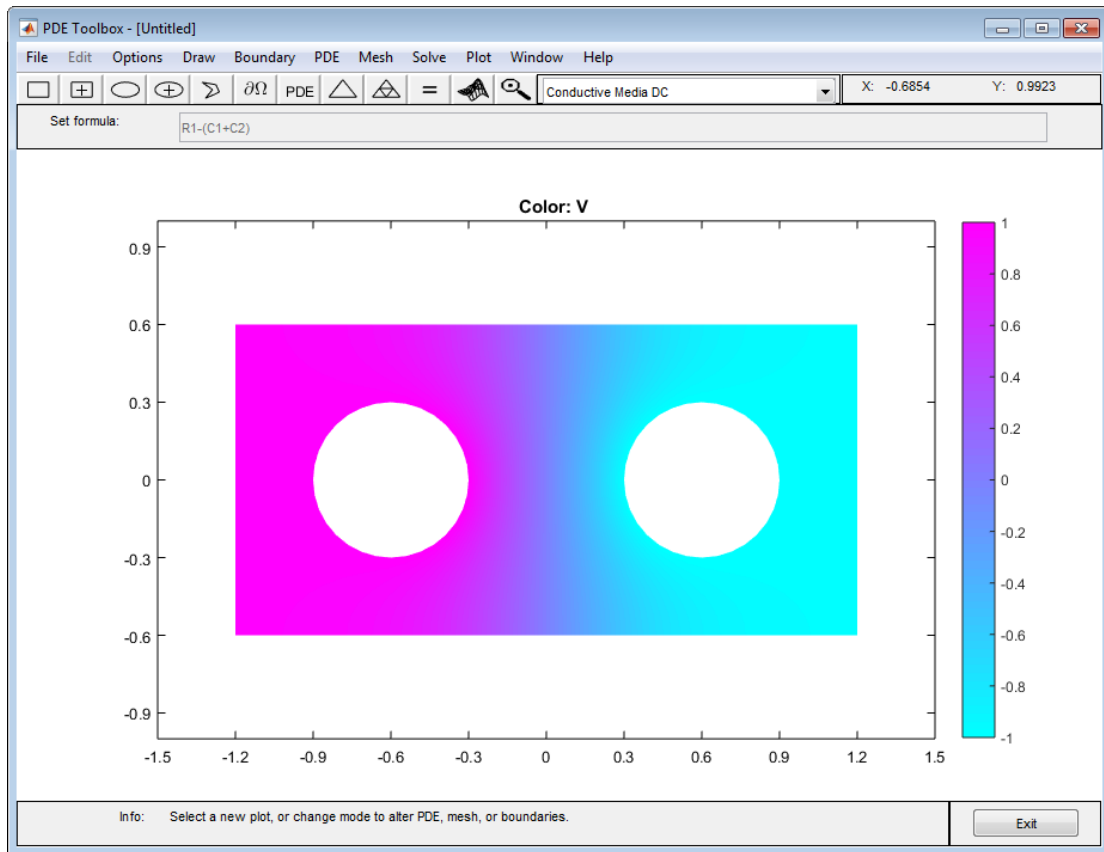 PDE Toolbox - [Untitled]
File Edit Options Draw Boundary PDE Mesh Solve Plot Window Help
∂Ω PDE = Conductive Media DC X: -0.6854 Y: 0.9923
Set formula: R1-(C1+C2)
Color: V
0.9
0.6
0.3
0
-0.3
-0.6
-0.9
-1.5 -1.2 -0.9 -0.6 -0.3 0 0.3 0.6 0.9 1.2 1.5
1
0.8
0.6
0.4
0.2
0
-0.2
-0.4
-0.6
-0.8
-1
Info: Select a new plot, or change mode to alter PDE, mesh, or boundaries.
Exit